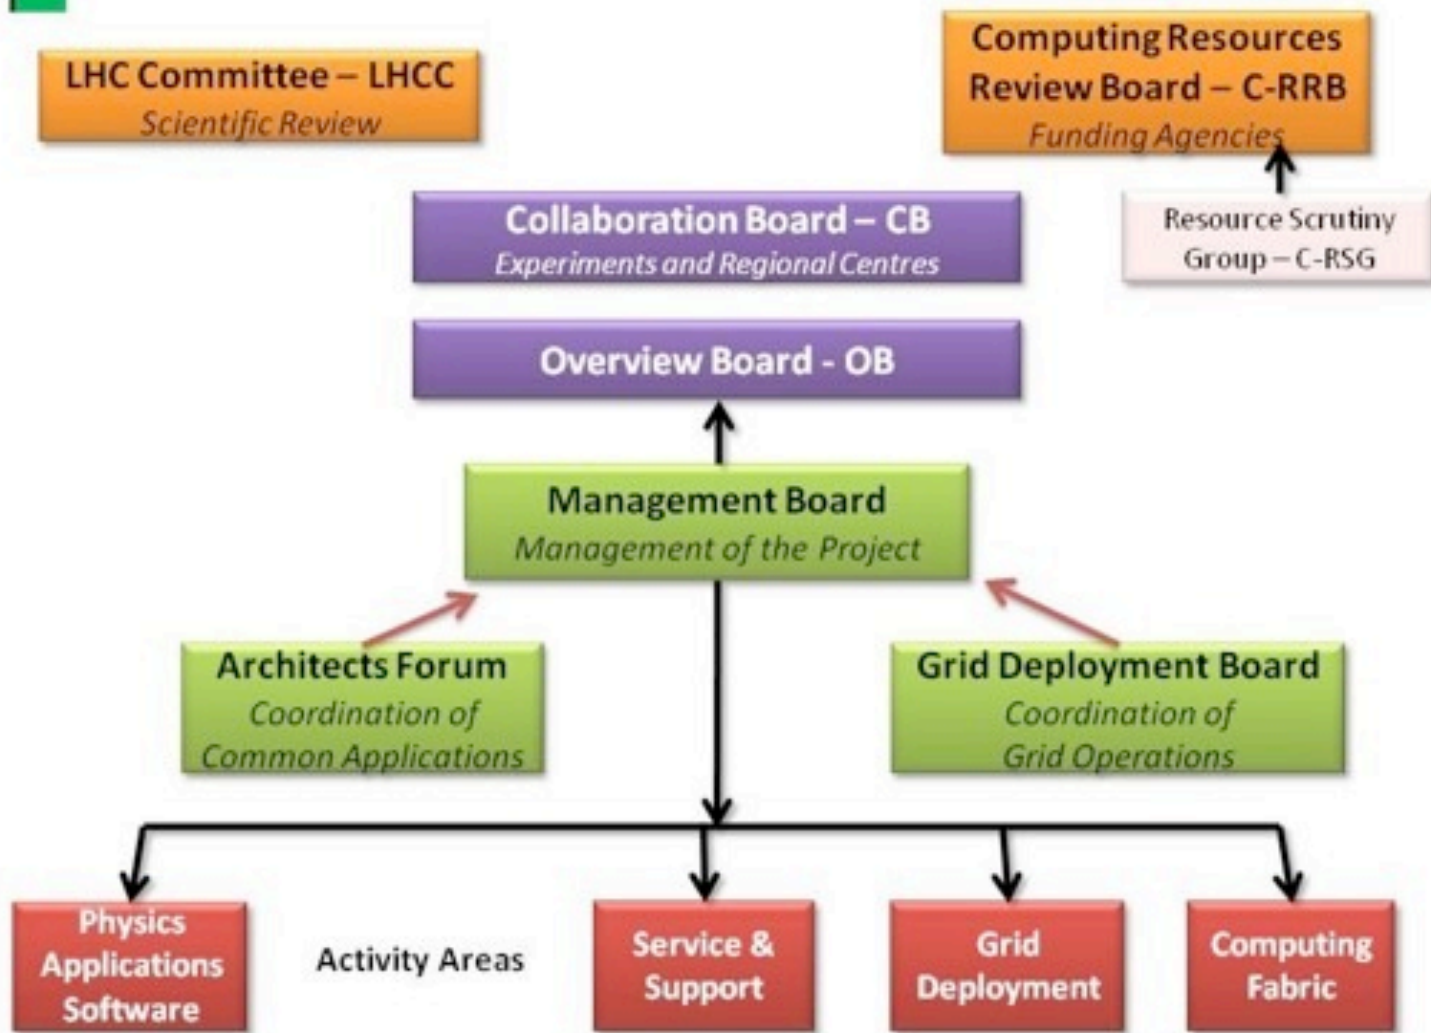 LHC Committee – LHCC
Scientific Review
Computing Resources
Review Board – C-RRB
Funding Agencies
Resource Scrutiny
Group – C-RSG
Collaboration Board – CB
Experiments and Regional Centres
Overview Board - OB
Management Board
Management of the Project
Architects Forum
Coordination of
Common Applications
Grid Deployment Board
Coordination of
Grid Operations
Physics
Applications
Software
Activity Areas
Service &
Support
Grid
Deployment
Computing
Fabric